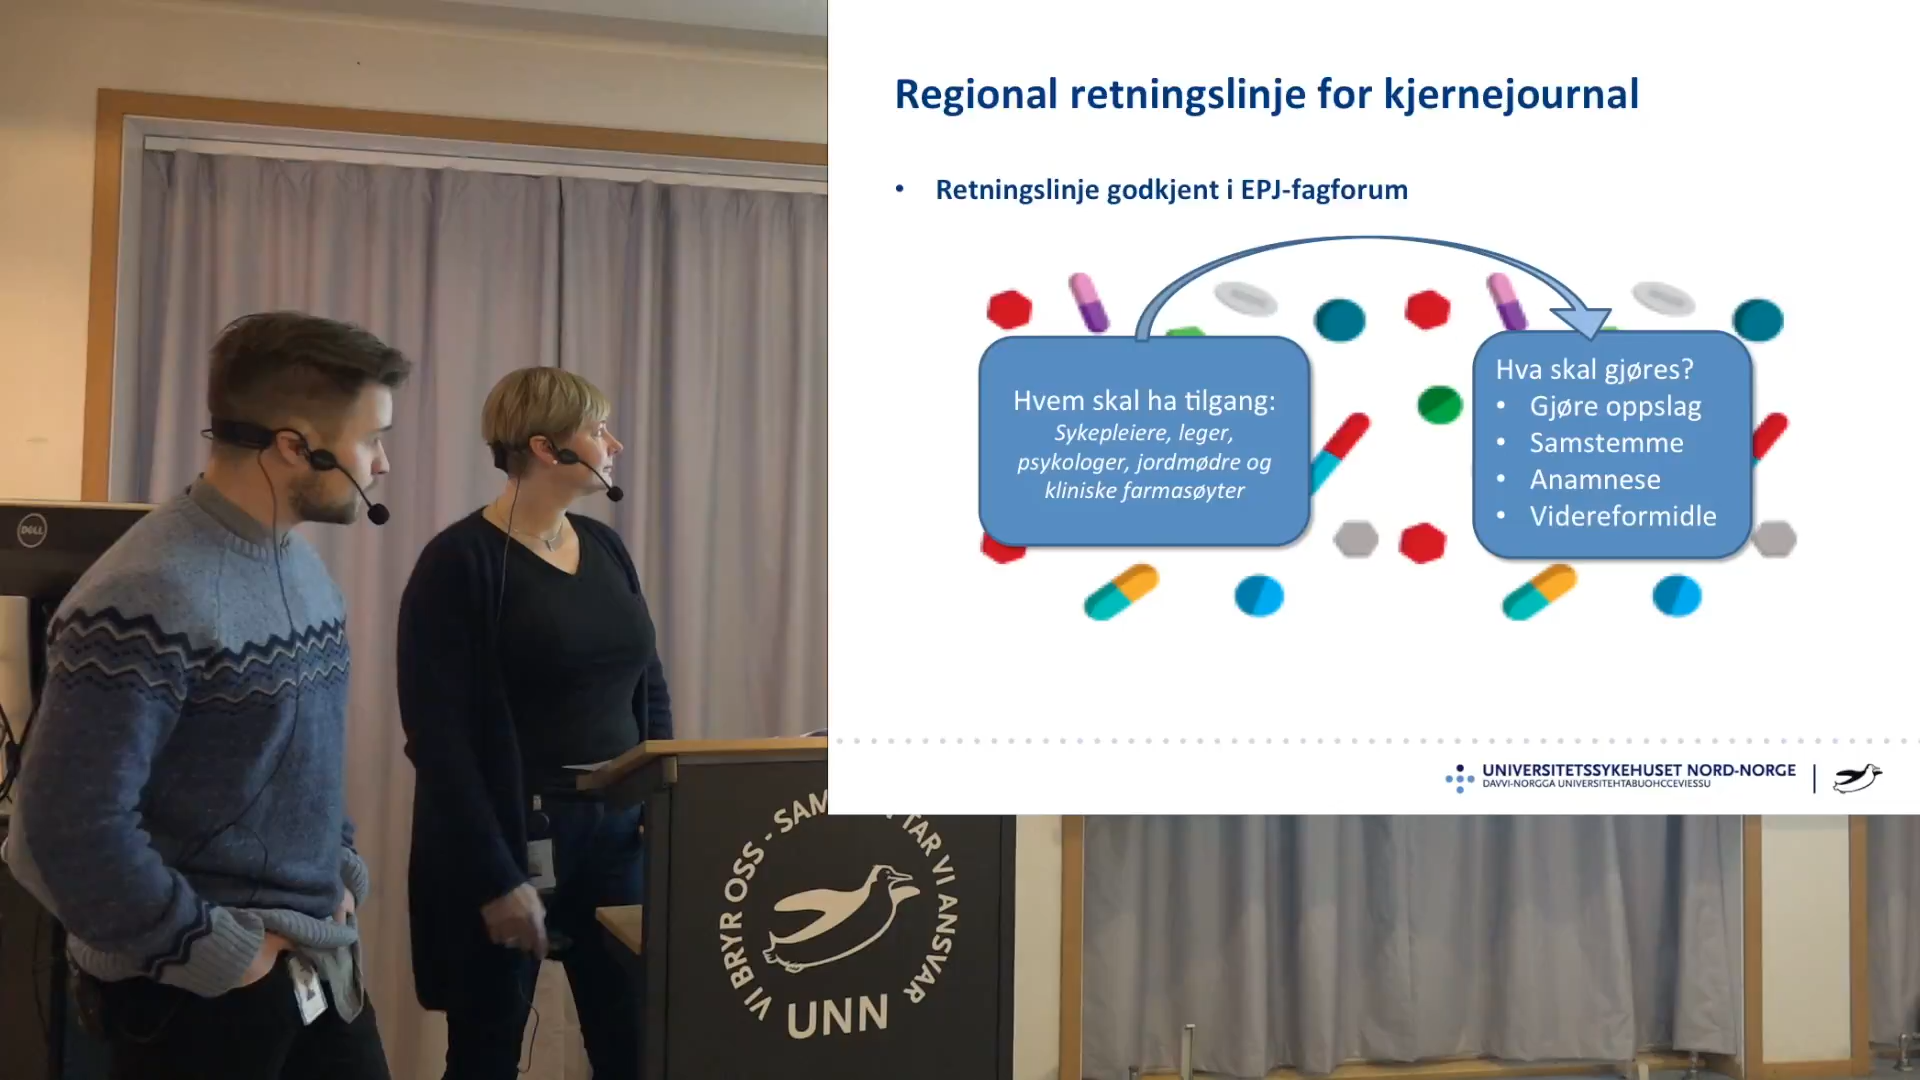 Regional retningslinje for kjernejournal
• Retningslinje godkjent i EPJ-fagforum
Hvem skal ha tilgang:
Sykepleiere, leger,
psykologer, jordmødre og
kliniske farmasøyter
Hva skal gjøres?
• Gjøre oppslag
• Samstemme
• Anamnese
• Videreformidle
UNIVERSITETSSYKEHUSET NORD-NORGE
DAVVI-NORGGA UNIVERSITEHTABUOHCCEVIESSU
DELL
VI BRYR OSS - SAM TAR VI ANSVAR
UNN